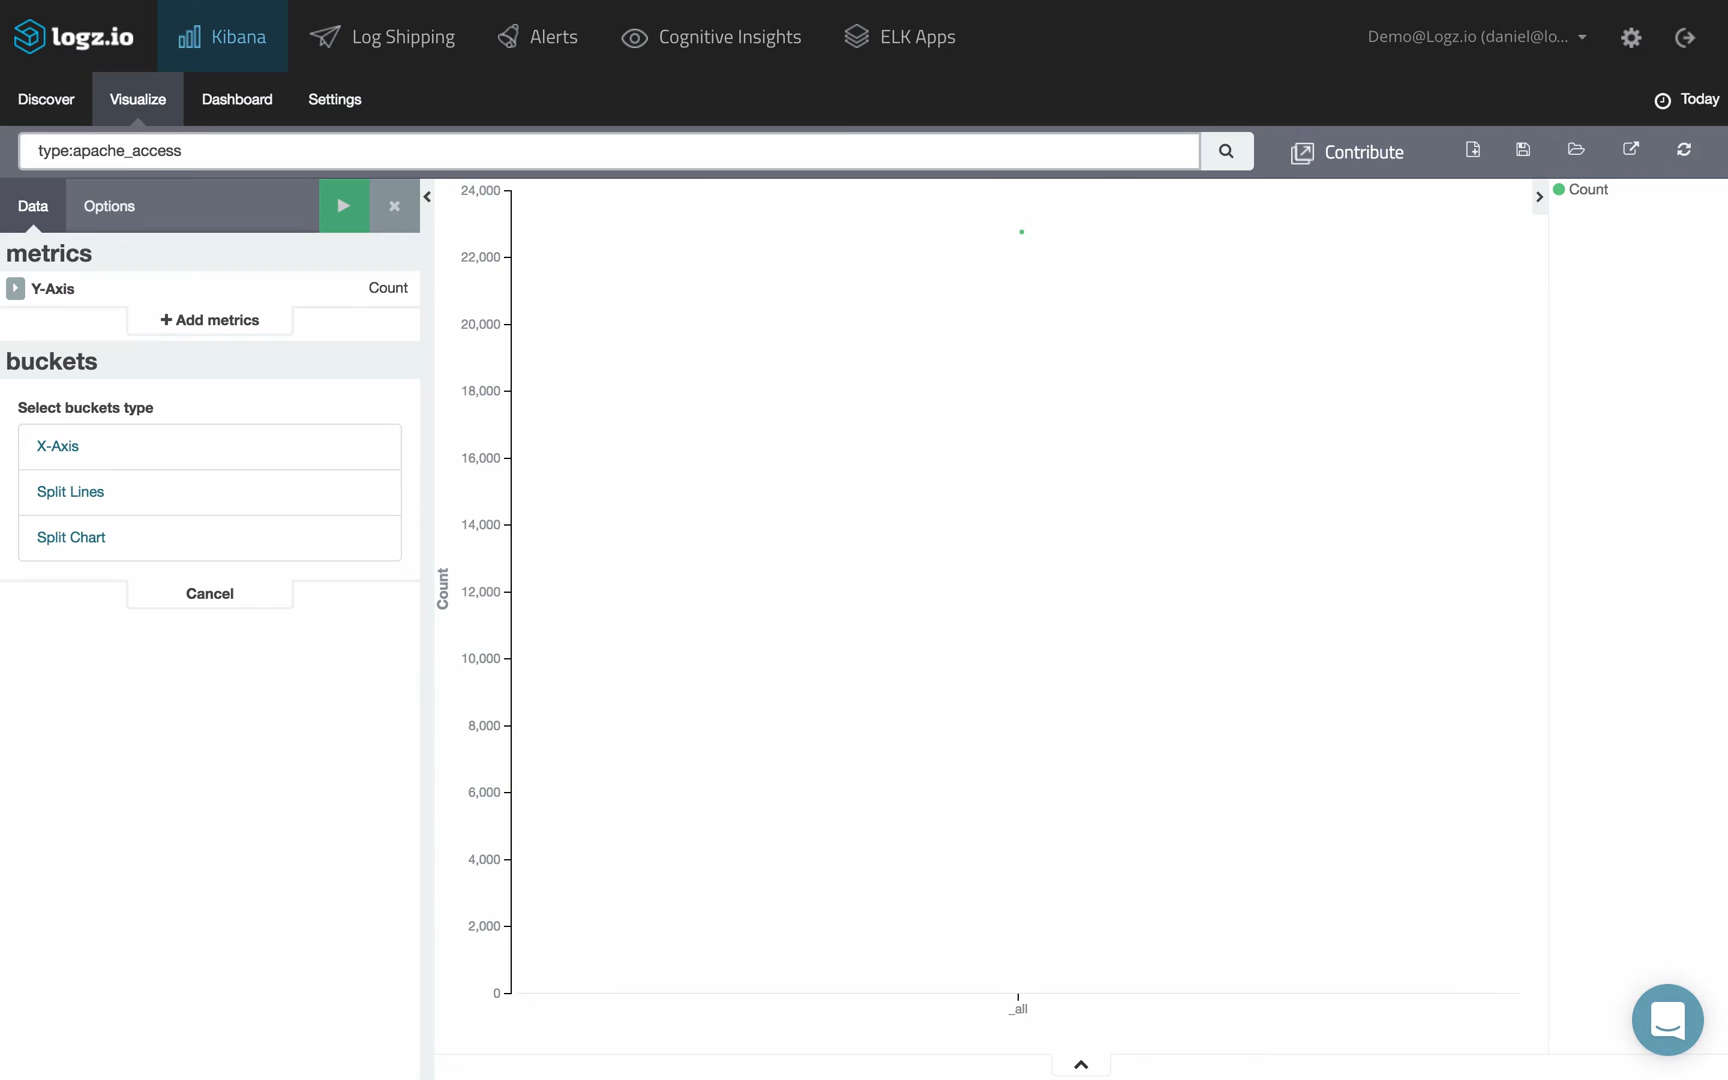 logz.io Kibana Log Shipping Alerts Cognitive Insights ELK Apps Demo@Logz.io (daniel@lo...
Discover Visualize Dashboard Settings Today
type:apache_access Contribute
Data Options
metrics
Y-Axis Count
Add metrics
buckets
Select buckets type
X-Axis
Split Lines
Split Chart
Cancel
Count
24,000
22,000
20,000
18,000
16,000
14,000
12,000
10,000
8,000
6,000
4,000
2,000
0
_all
Count